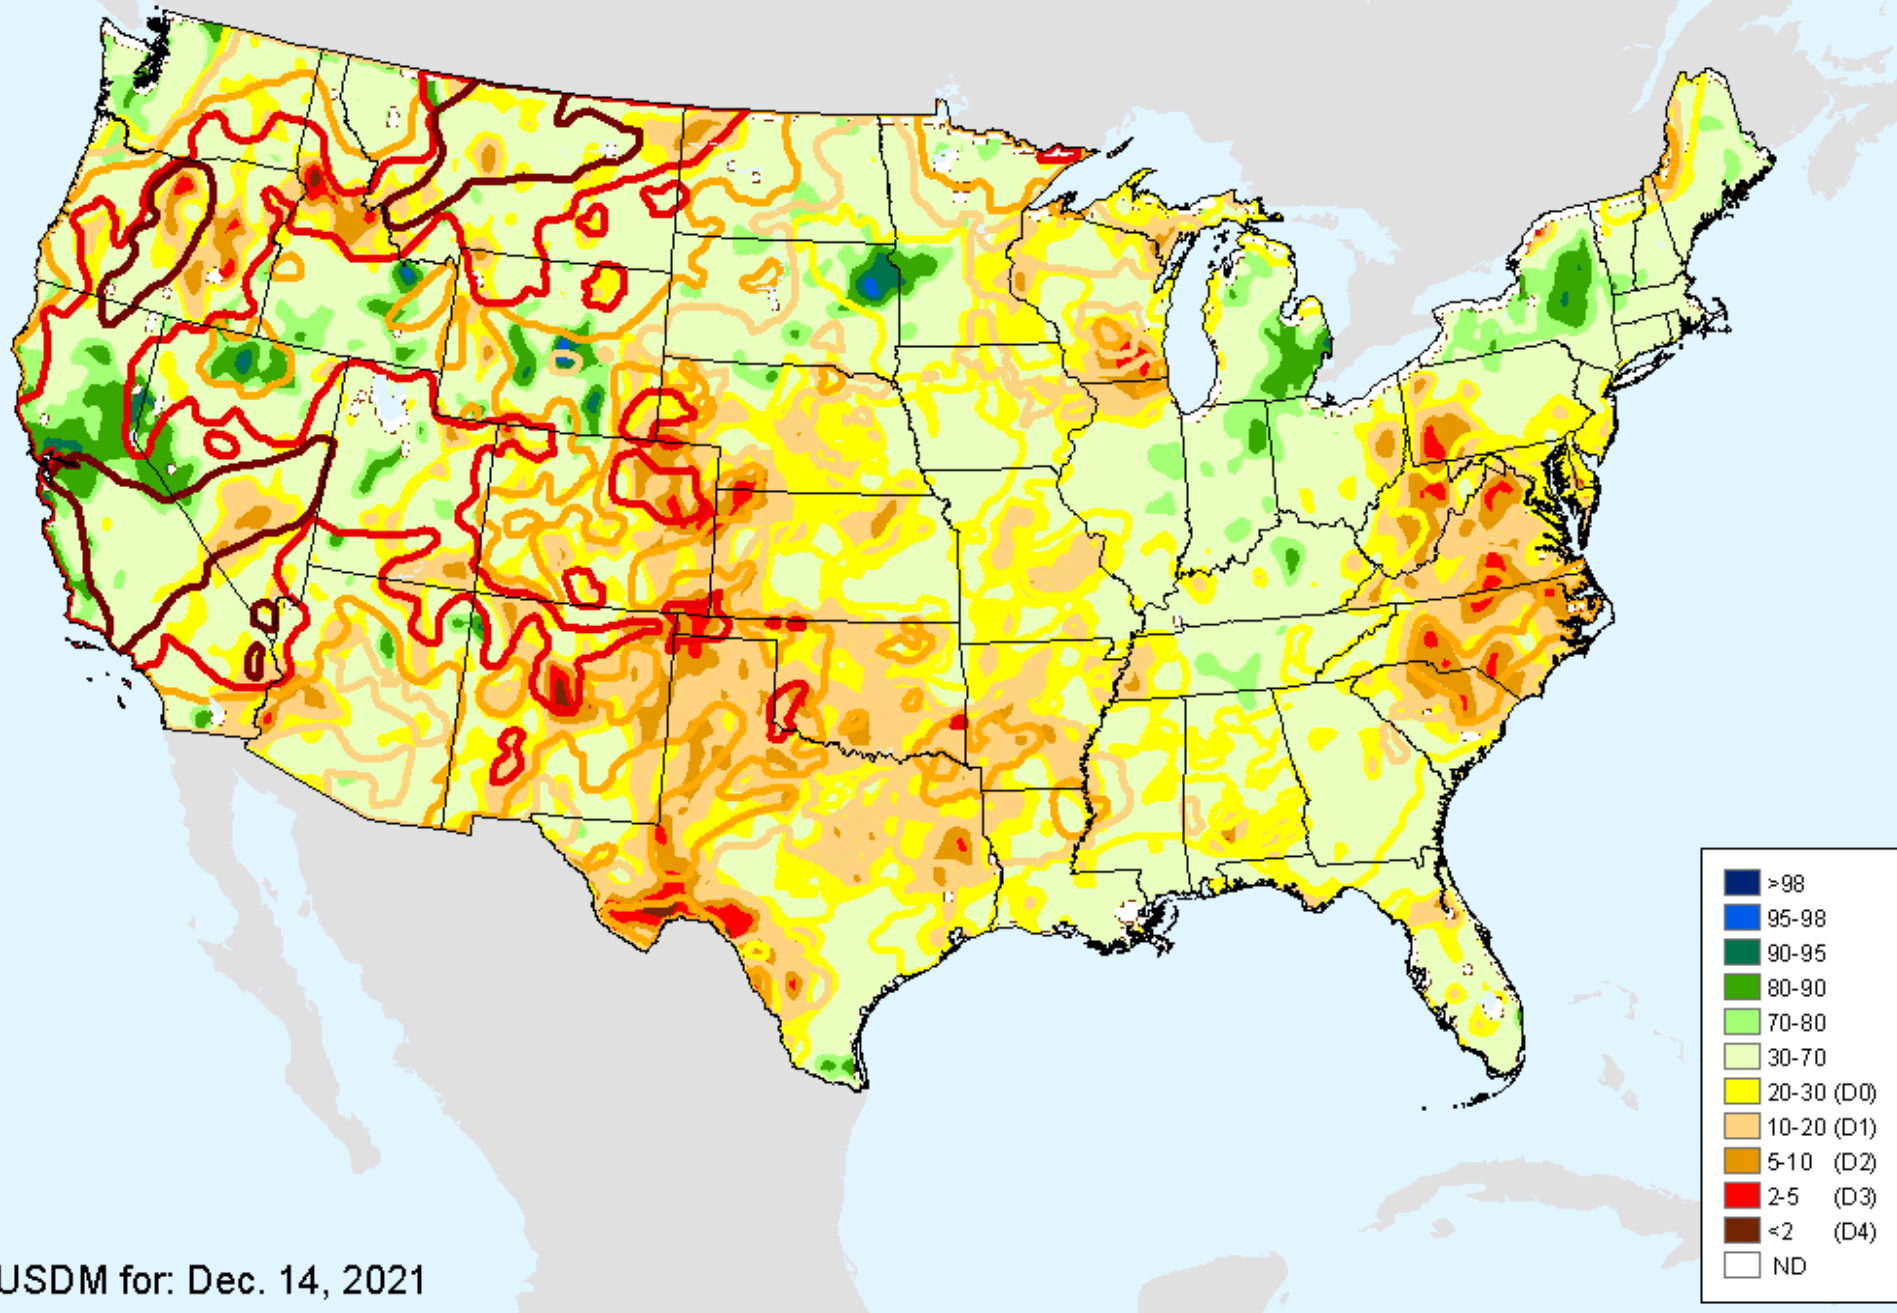 >98
95-98
90-95
80-90
70-80
30-70
20-30 (D0)
10-20 (D1)
5-10 (D2)
2-5 (D3)
<2 (D4)
ND
USDM for: Dec. 14, 2021